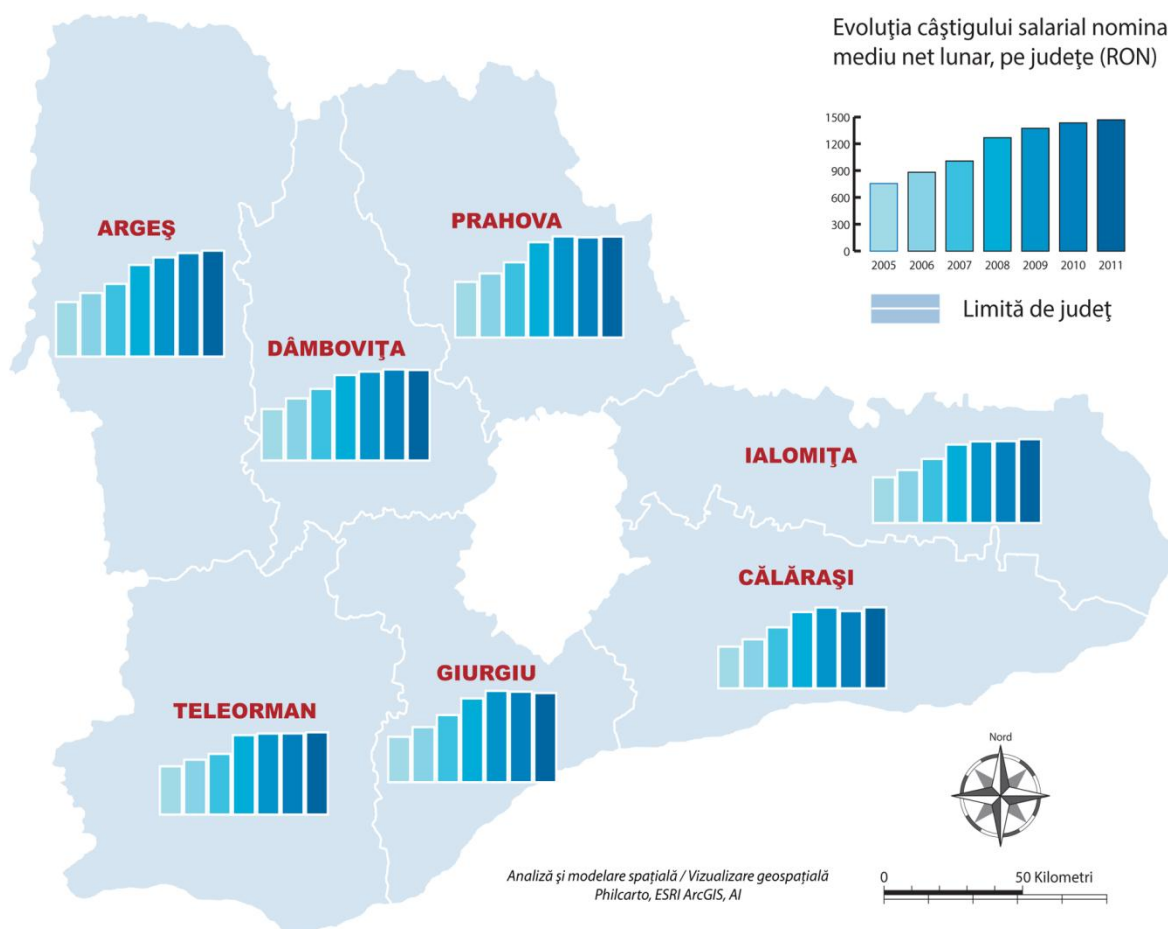 Evoluţia câştigului salarial nomina
mediu net lunar, pe judeţe (RON)
1500
1200
900
600
300
0
2005 2006 2007 2008 2009 2010 2011
Limită de judeţ
ARGEŞ
PRAHOVA
DÂMBOVIŢA
IALOMIŢA
CĂLĂRAŞI
GIURGIU
TELEORMAN
Nord
Analiză şi modelare spaţială / Vizualizare geospaţială
Philcarto, ESRI ArcGIS, AI
0 50 Kilometri